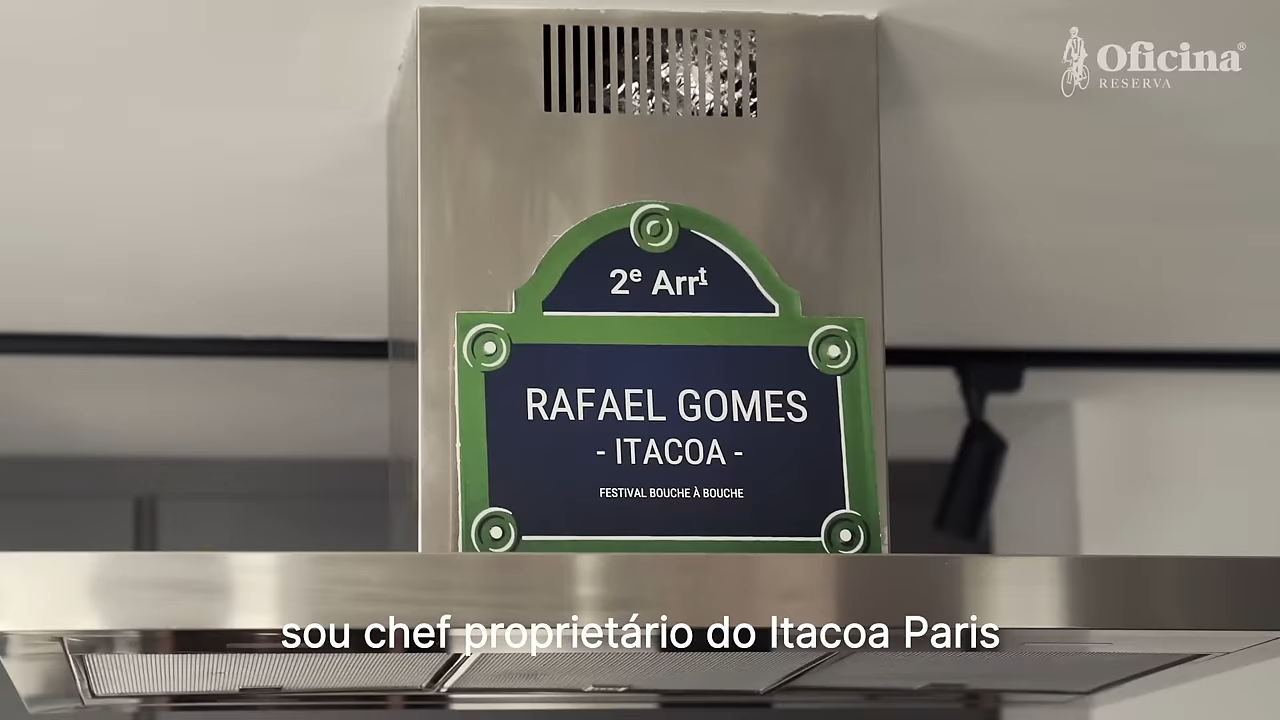 Oficina®
RESERVA
2e Arrt
RAFAEL GOMES
- ITACOA -
FESTIVAL BOUCHE À BOUCHE
sou chef proprietário do Itacoa Paris